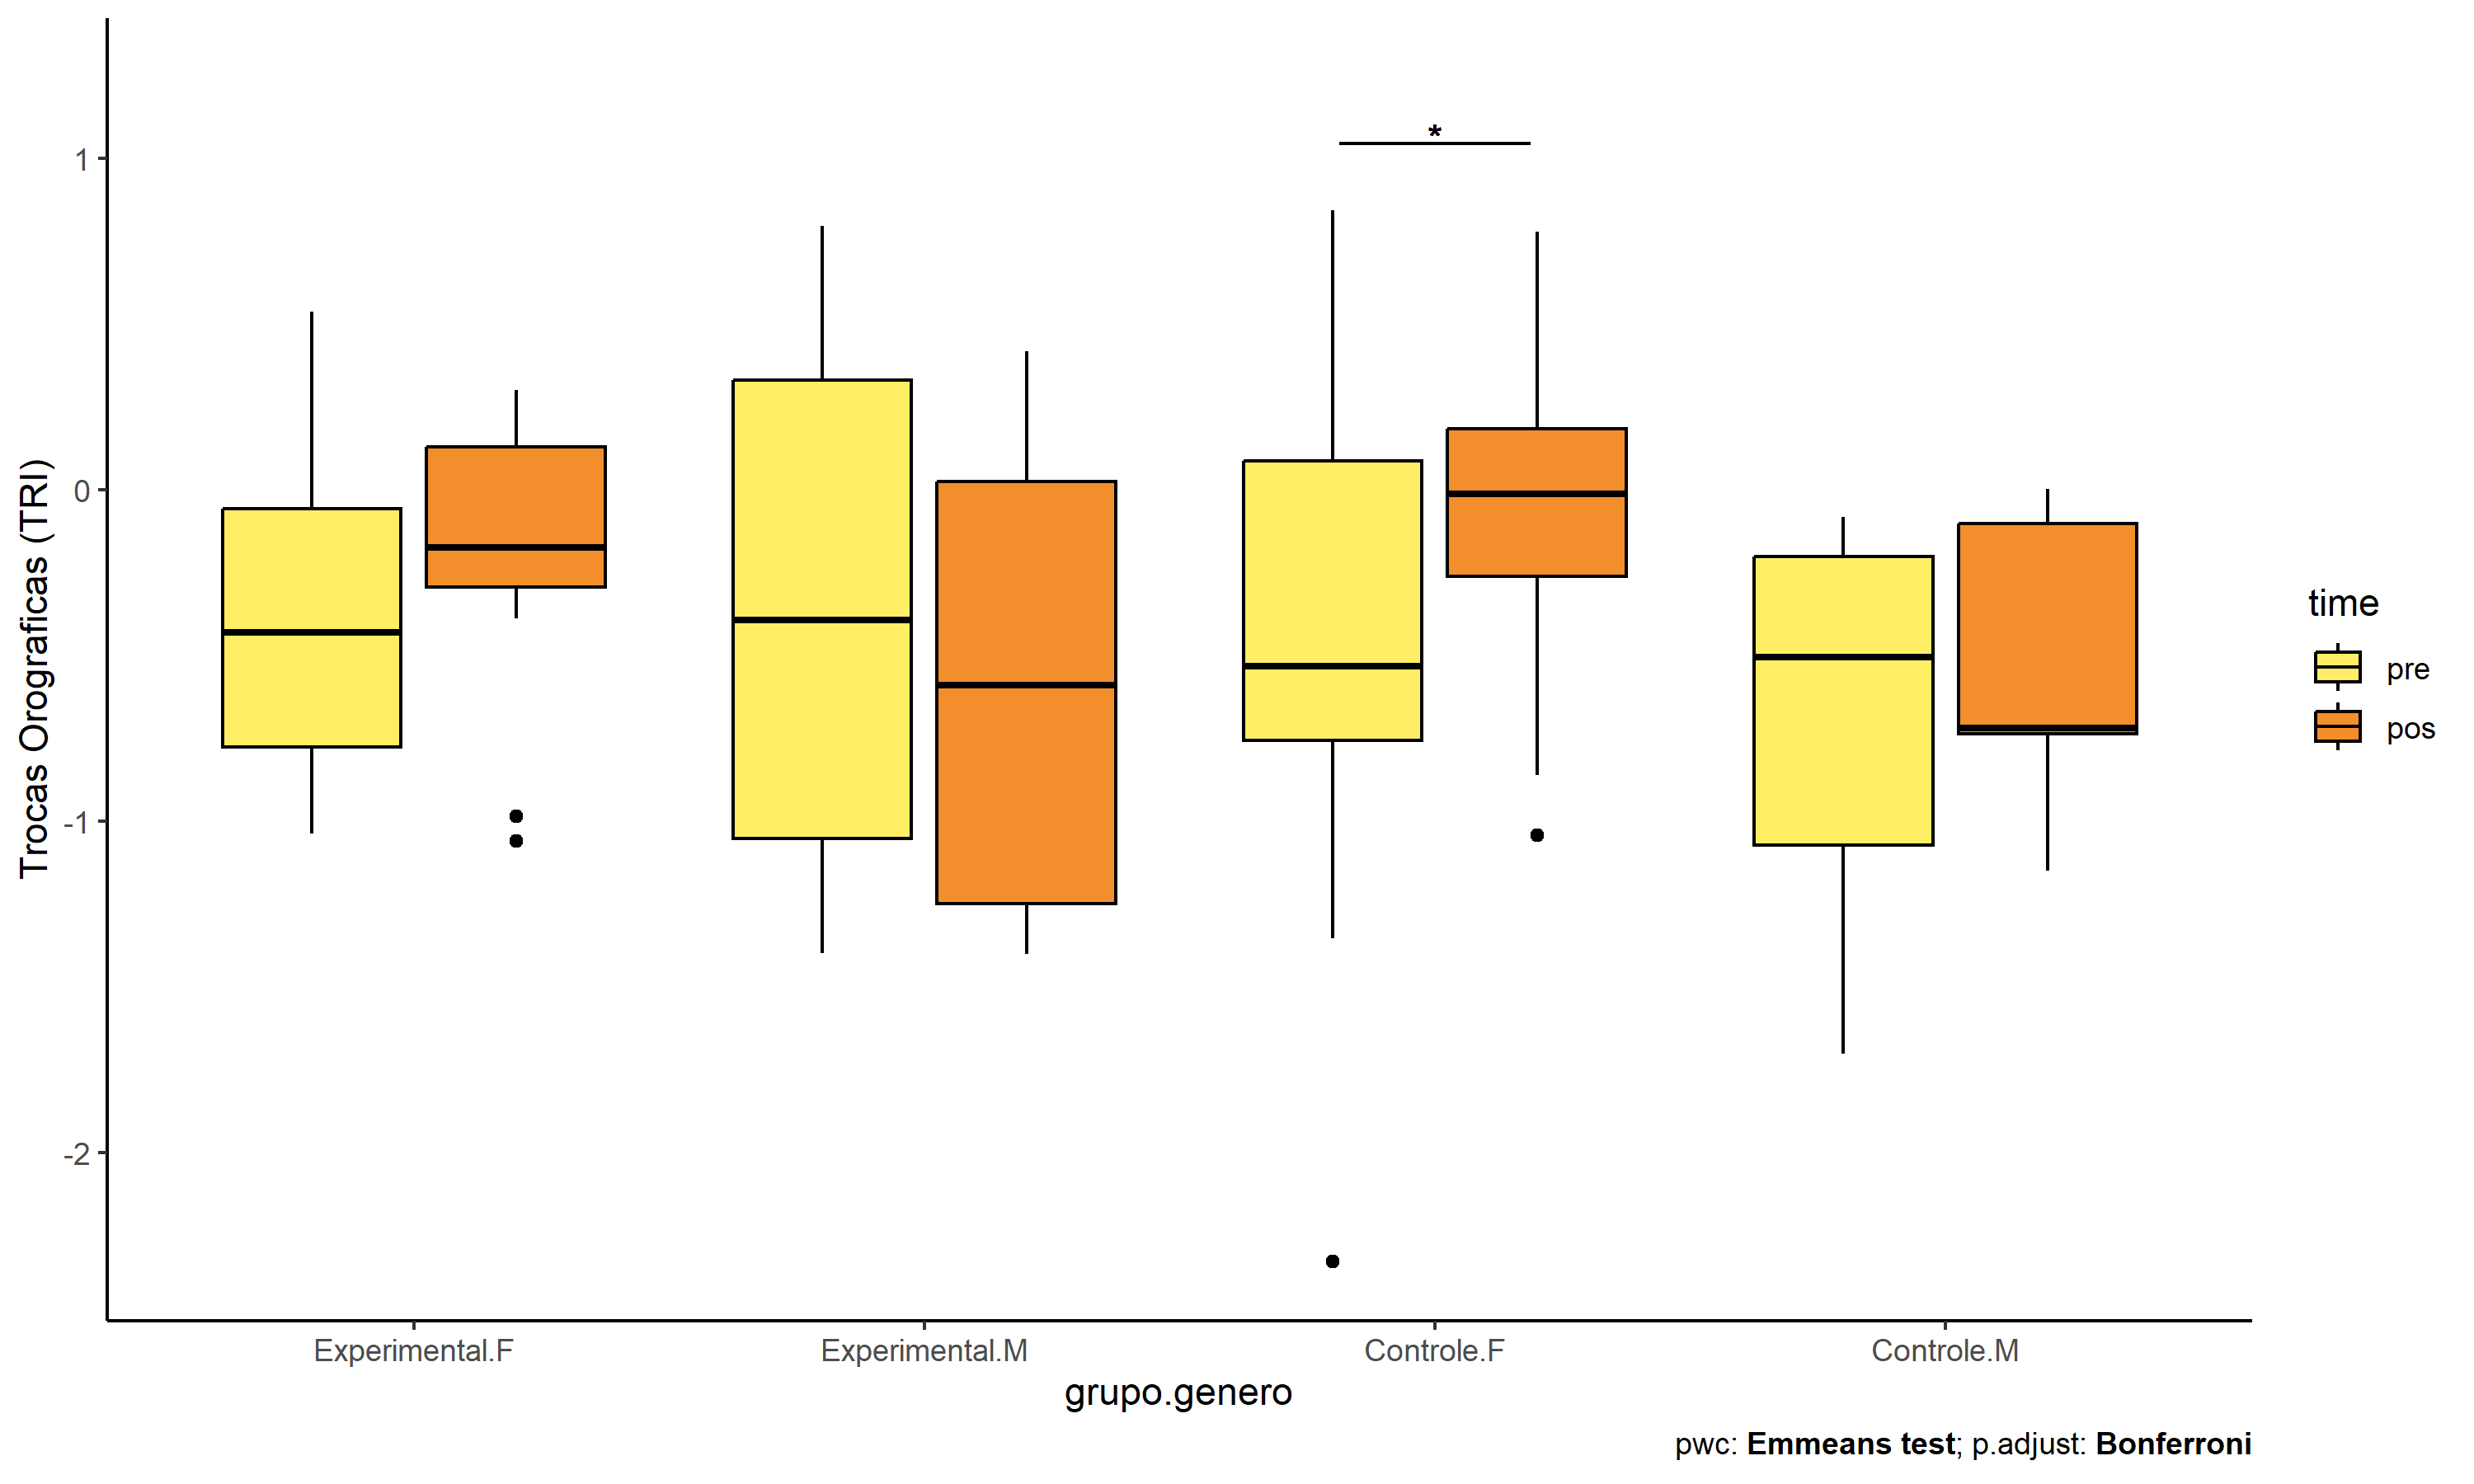 *
1
0
-1
-2
Trocas Orograficas (TRI)
Experimental.F
Experimental.M
Controle.F
Controle.M
grupo.genero
time
pre
pos
pwc: Emmeans test; p.adjust: Bonferroni